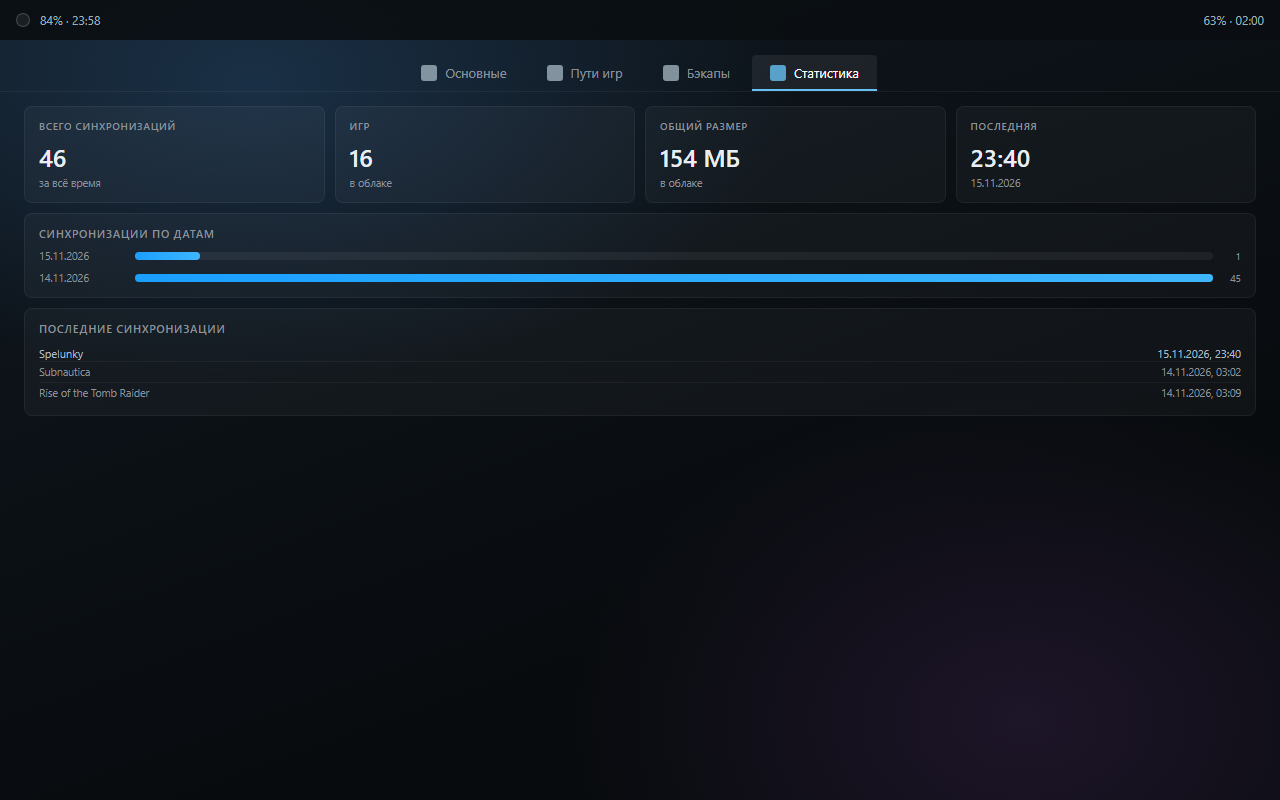 84% · 23:58
63% · 02:00
Основные
Пути игр
Бэкапы
Статистика
ВСЕГО СИНХРОНИЗАЦИЙ
46
за всё время
ИГР
16
в облаке
ОБЩИЙ РАЗМЕР
154 МБ
в облаке
ПОСЛЕДНЯЯ
23:40
15.11.2026
СИНХРОНИЗАЦИИ ПО ДАТАМ
15.11.2026 1
14.11.2026 45
ПОСЛЕДНИЕ СИНХРОНИЗАЦИИ
Spelunky 15.11.2026, 23:40
Subnautica 14.11.2026, 03:02
Rise of the Tomb Raider 14.11.2026, 03:09